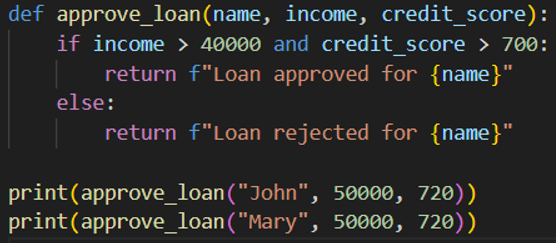 def approve_loan(name, income, credit_score):
    if income > 40000 and credit_score > 700:
        return f"Loan approved for {name}"
    else:
        return f"Loan rejected for {name}"

print(approve_loan("John", 50000, 720))
print(approve_loan("Mary", 50000, 720))